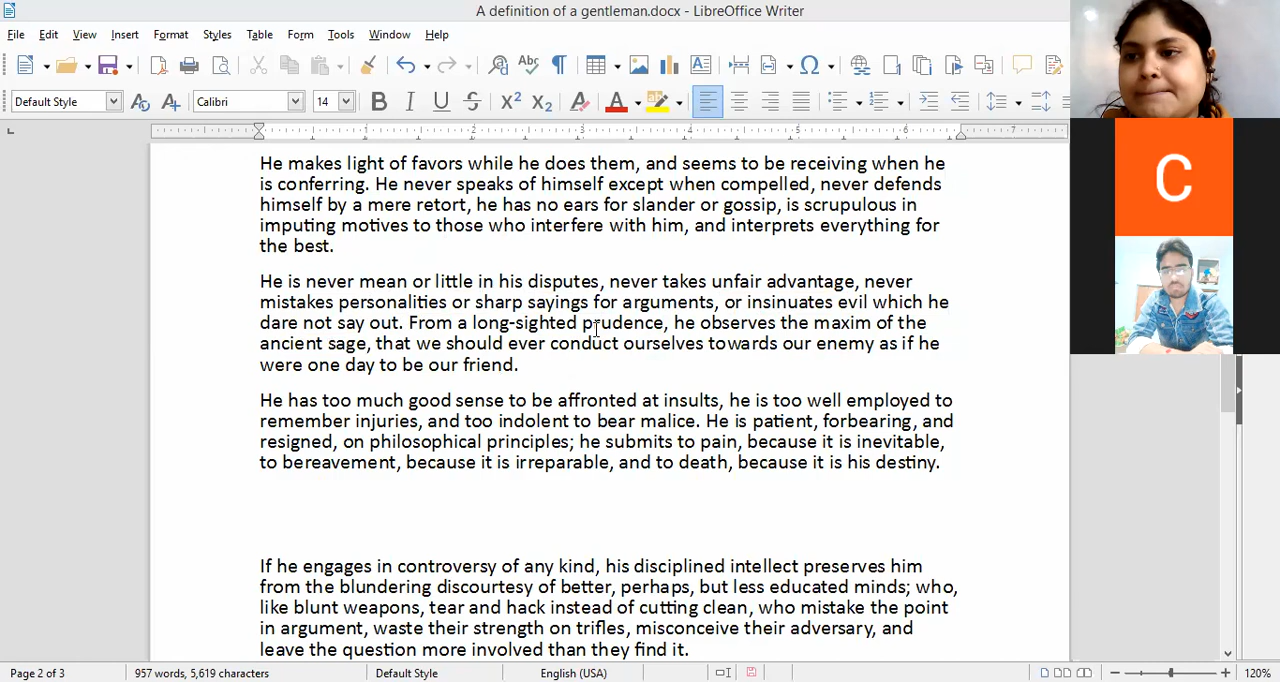 A definition of a gentleman.docx - LibreOffice Writer
File Edit View Insert Format Styles Table Form Tools Window Help
Default Style Calibri 14
1 2 3 4 5 6 7
He makes light of favors while he does them, and seems to be receiving when he
is conferring. He never speaks of himself except when compelled, never defends
himself by a mere retort, he has no ears for slander or gossip, is scrupulous in
imputing motives to those who interfere with him, and interprets everything for
the best.
He is never mean or little in his disputes, never takes unfair advantage, never
mistakes personalities or shrp sayings for arguments, or insinuates evil which he
dare not say out. From a long-sighted prudence, he observes the maxim of the
ancient sage, that we should ever conduct ourselves towards our enemy as if he
were one day to be our friend.
He has too much good sense to be affronted at insults, he is too well employed to
remember injuries, and too indolent to bear malice. He is patient, forbearing, and
resigned, on philosophical principles; he submits to pain, because it is inevitable,
to bereavement, because it is irreparable, and to death, because it is his destiny.
If he engages in controversy of any kind, his disciplined intellect preserves him
from the blundering discourtesy of better, perhaps, but less educated minds; who,
like blunt weapons, tear and hack instead of cutting clean, who mistake the point
in argument, waste their strength on trifles, misconceive their adversary, and
leave the question more involved than they find it.
Page 2 of 3 957 words, 5,619 characters Default Style English (USA) 120%
C